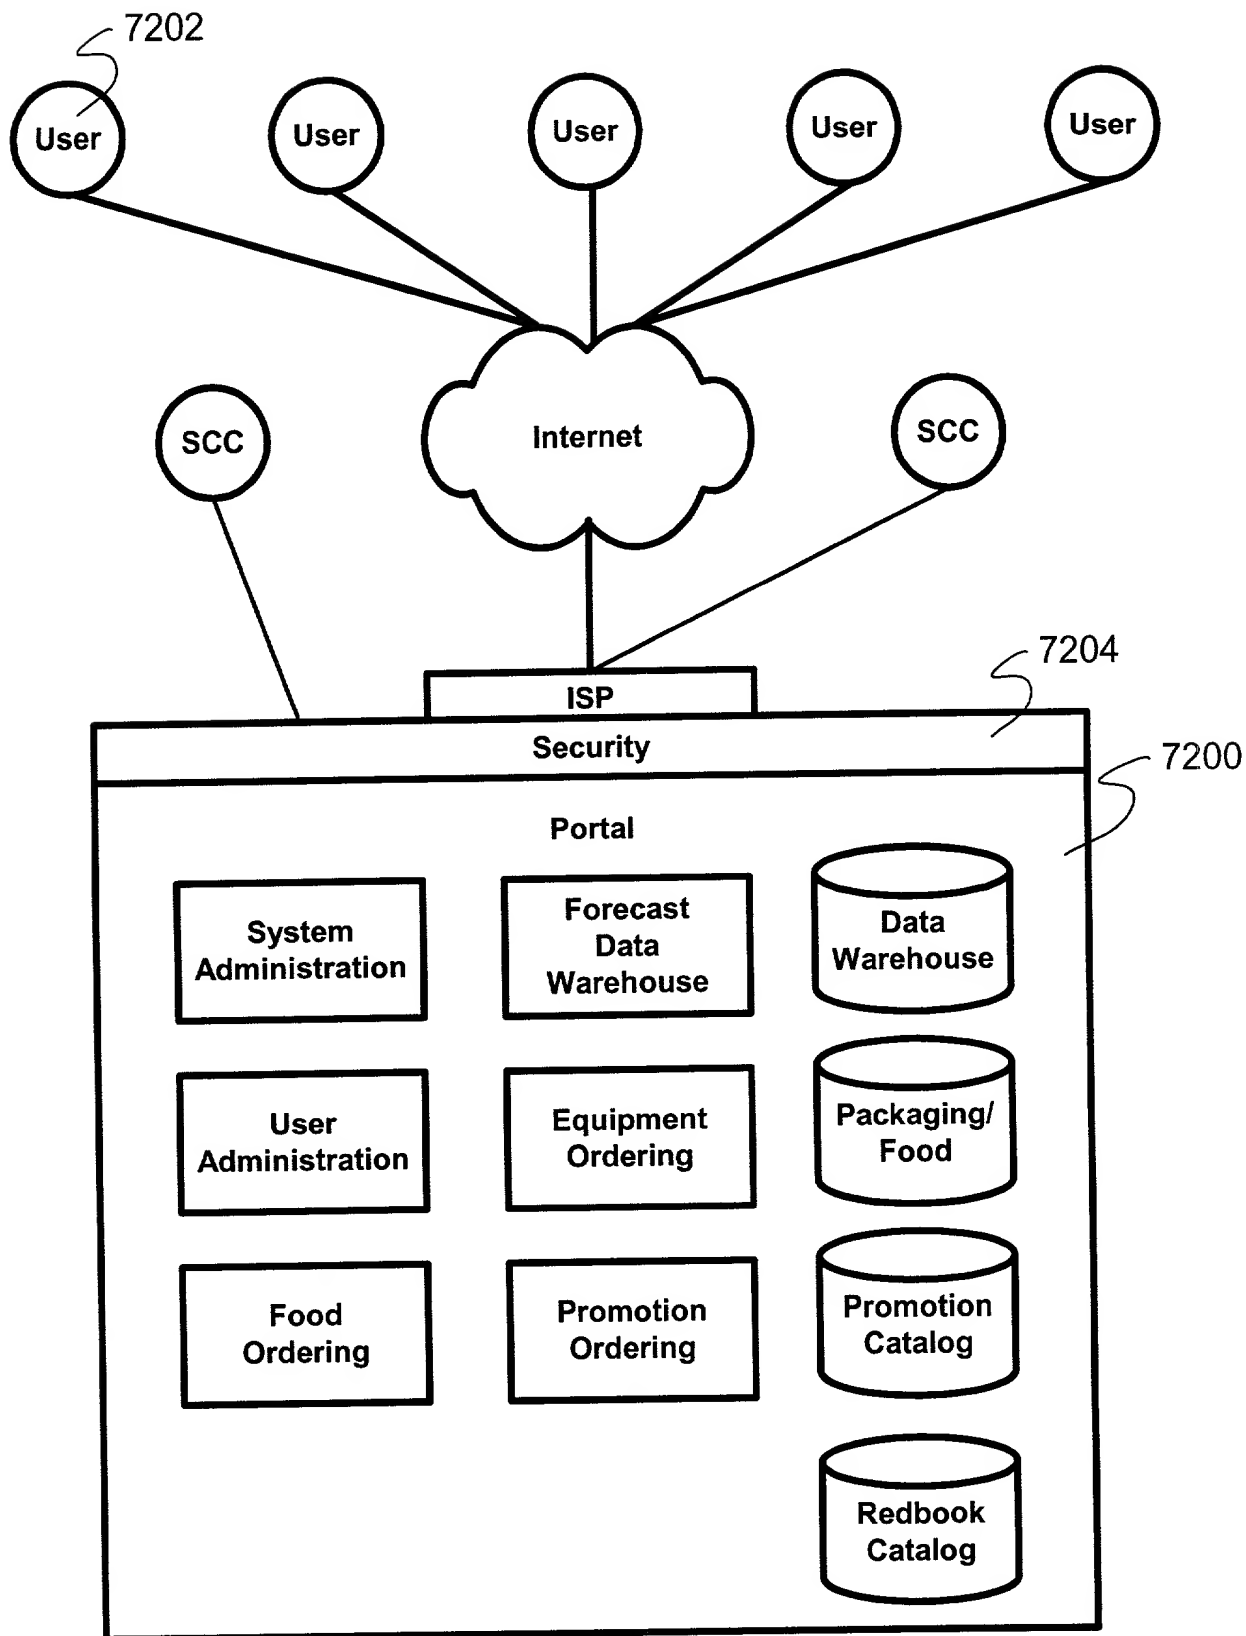 7202
User
User
User
User
User
Internet
SCC
SCC
ISP
7204
Security
7200
Portal
System
Administration
Forecast
Data
Warehouse
Data
Warehouse
User
Administration
Equipment
Ordering
Packaging/
Food
Food
Ordering
Promotion
Ordering
Promotion
Catalog
Redbook
Catalog